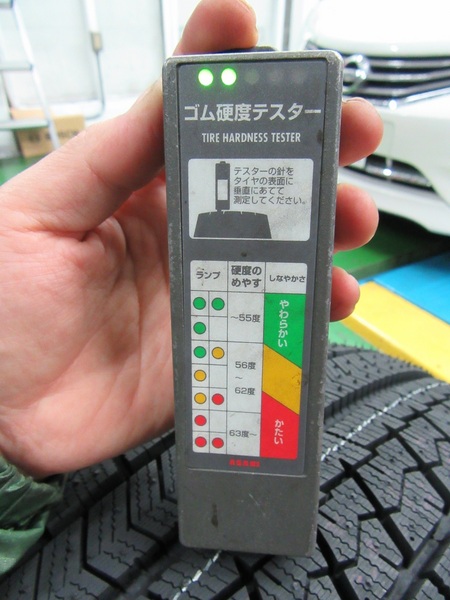 ゴム硬度テスター
TIRE HARDNESS TESTER
テスターの針を
タイヤの表面に
垂直にあてて
測定してください。
ランプ
硬度の
めやす
しなやかさ
～55度
やわらかい
56度
～
62度
63度～
かたい